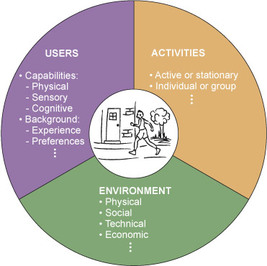 USERS
• Capabilities:
- Physical
- Sensory
- Cognitive
• Background:
- Experience
- Preferences
⋮
ACTIVITIES
• Active or stationary
• Individual or group
⋮
ENVIRONMENT
• Physical
• Social
• Technical
• Economic
⋮